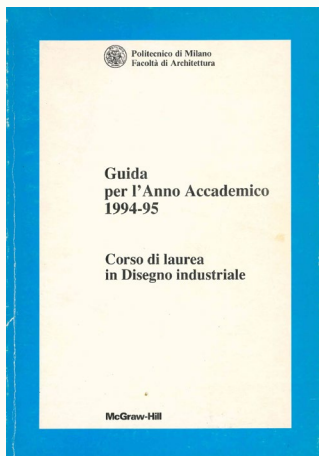 Politecnico di Milano
Facoltà di Architettura
Guida
per l'Anno Accademico
1994-95
Corso di laurea
in Disegno industriale
McGraw-Hill